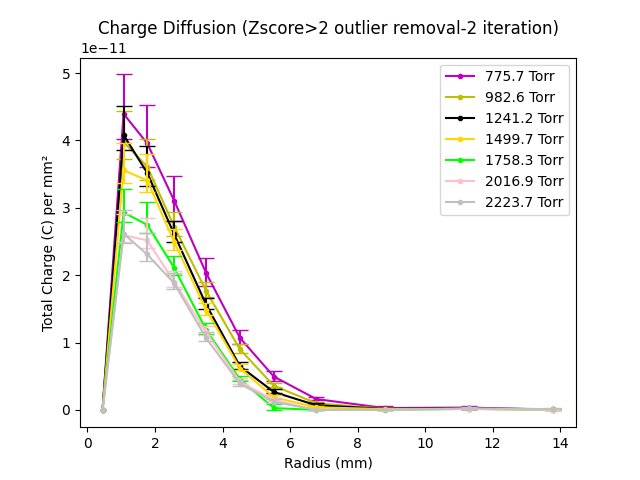 Charge Diffusion (Zscore>2 outlier removal-2 iteration)
1e−11
5
4
3
2
1
0
Total Charge (C) per mm²
775.7 Torr
982.6 Torr
1241.2 Torr
1499.7 Torr
1758.3 Torr
2016.9 Torr
2223.7 Torr
0 2 4 6 8 10 12 14
Radius (mm)